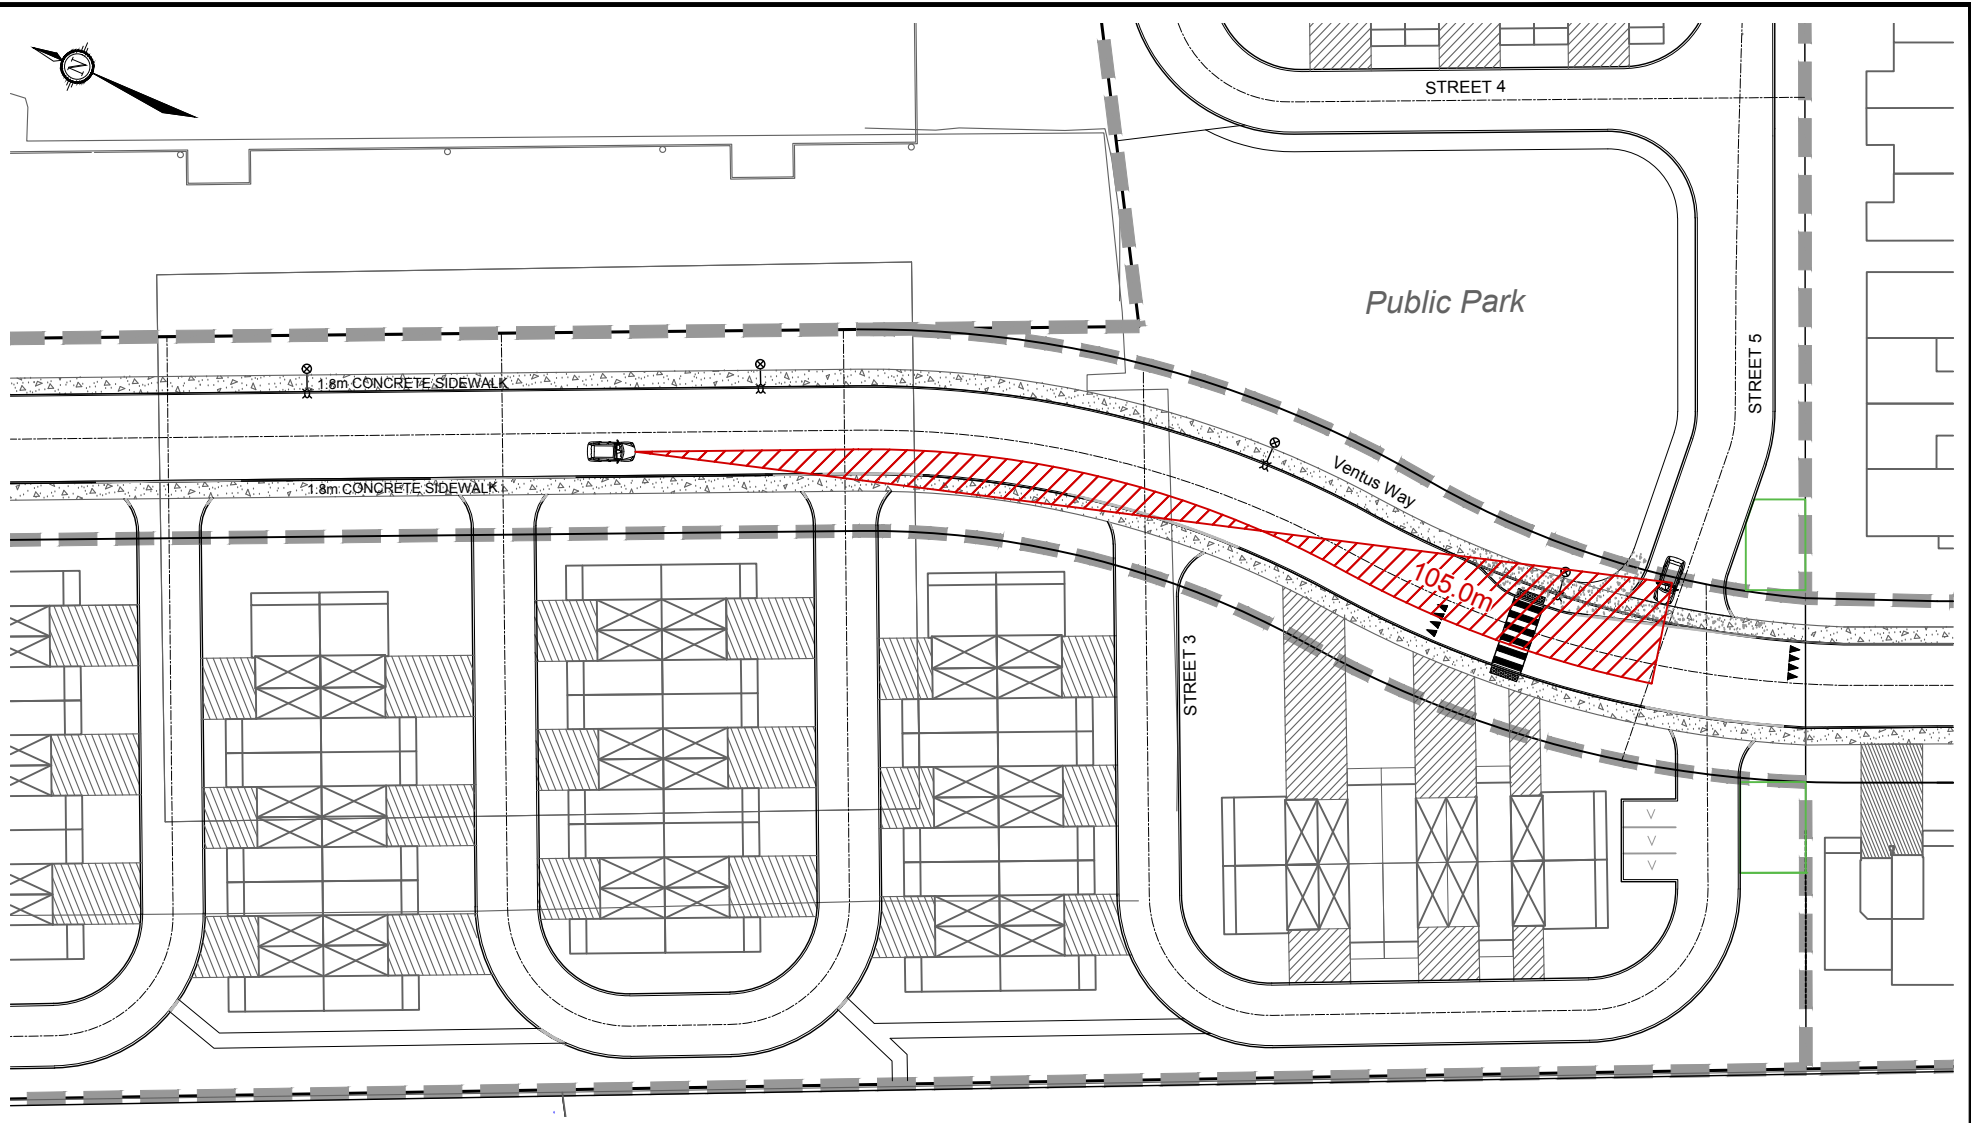 N
STREET 4
Public Park
STREET 5
1.8m CONCRETE SIDEWALK
Ventus Way
1.8m CONCRETE SIDEWALK
105.0m
STREET 3